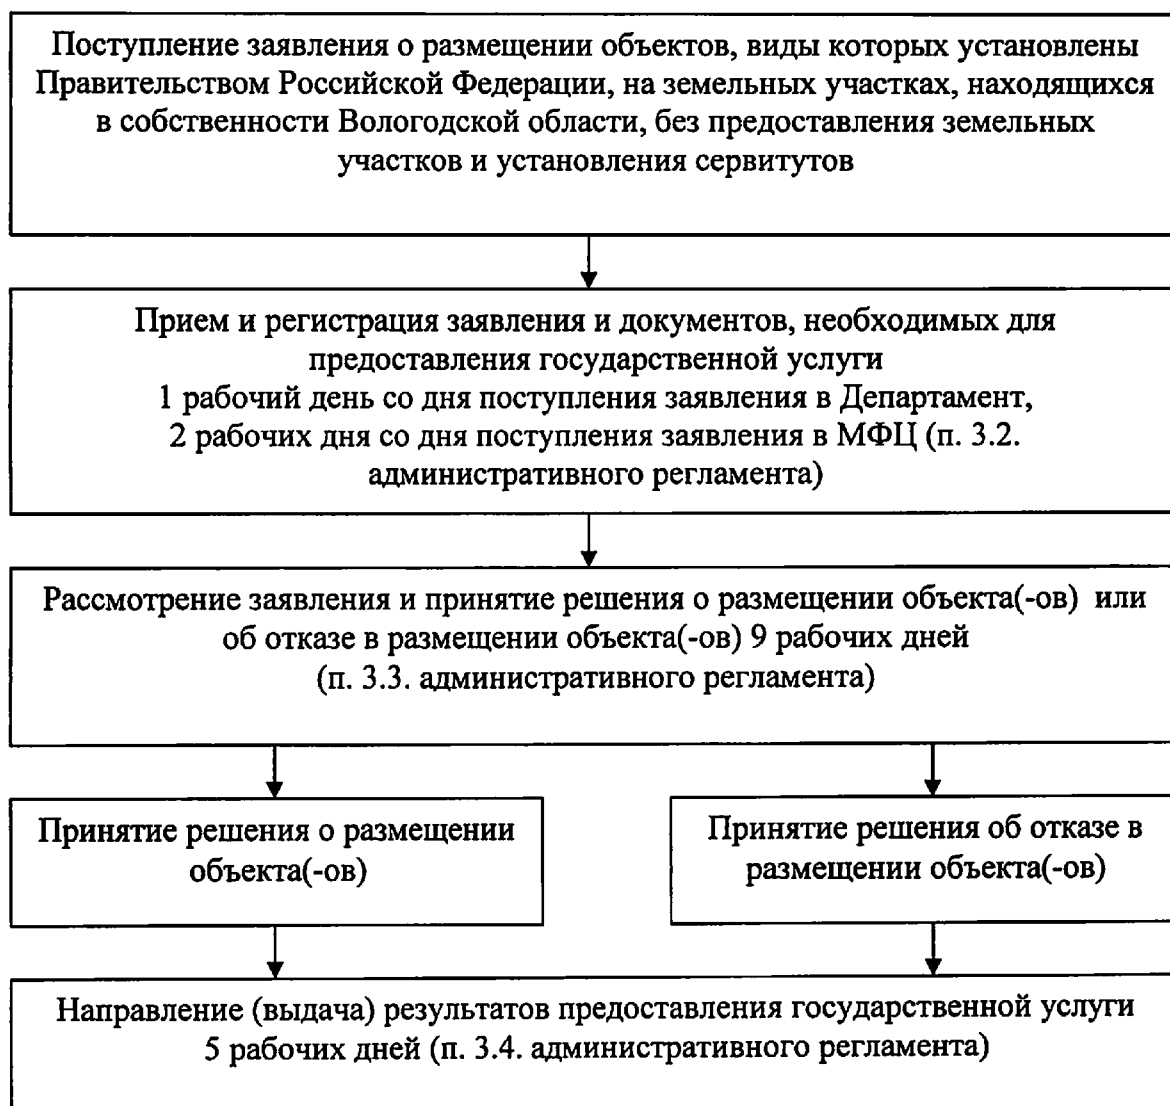 Поступление заявления о размещении объектов, виды которых установлены
Правительством Российской Федерации, на земельных участках, находящихся
в собственности Вологодской области, без предоставления земельных
участков и установления сервитутов
Прием и регистрация заявления и документов, необходимых для
предоставления государственной услуги
1 рабочий день со дня поступления заявления в Департамент,
2 рабочих дня со дня поступления заявления в МФЦ (п. 3.2.
административного регламента)
Рассмотрение заявления и принятие решения о размещении объекта(-ов) или
об отказе в размещении объекта(-ов) 9 рабочих дней
(п. 3.3. административного регламента)
Принятие решения о размещении
объекта(-ов)
Принятие решения об отказе в
размещении объекта(-ов)
Направление (выдача) результатов предоставления государственной услуги
5 рабочих дней (п. 3.4. административного регламента)